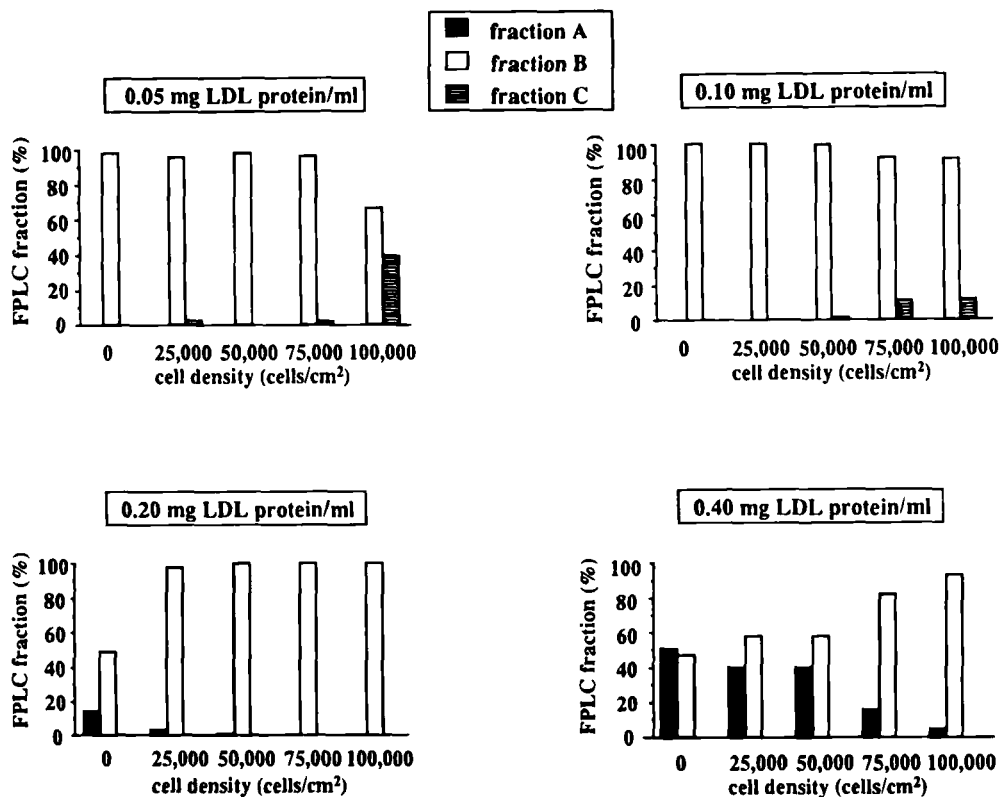 fraction A
fraction B
fraction C
0.05 mg LDL protein/ml
FPLC fraction (%)
100
80
60
40
20
0
0 25,000 50,000 75,000 100,000
cell density (cells/cm²)
0.10 mg LDL protein/ml
FPLC fraction (%)
100
80
60
40
20
0
0 25,000 50,000 75,000 100,000
cell density (cells/cm²)
0.20 mg LDL protein/ml
FPLC fraction (%)
100
80
60
40
20
0
0 25,000 50,000 75,000 100,000
cell density (cells/cm²)
0.40 mg LDL protein/ml
FPLC fraction (%)
100
80
60
40
20
0
0 25,000 50,000 75,000 100,000
cell density (cells/cm²)